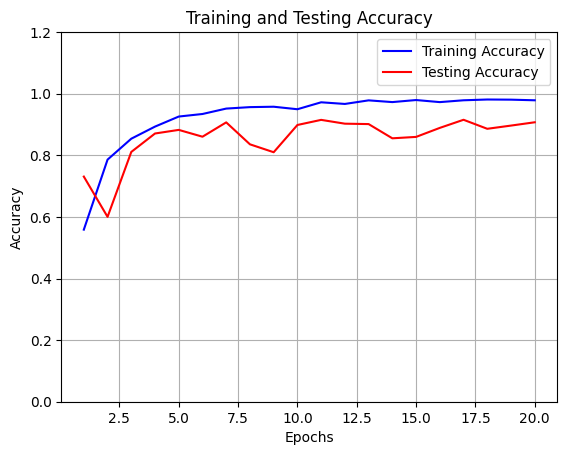 Training and Testing Accuracy
Training Accuracy
Testing Accuracy
Accuracy
1.2
1.0
0.8
0.6
0.4
0.2
0.0
2.5 5.0 7.5 10.0 12.5 15.0 17.5 20.0
Epochs